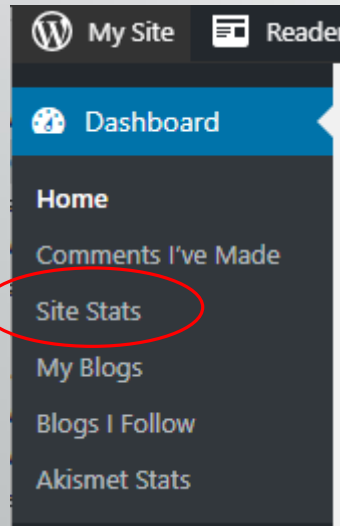 My Site Reader
Dashboard
Home
Comments I've Made
Site Stats
My Blogs
Blogs I Follow
Akismet Stats